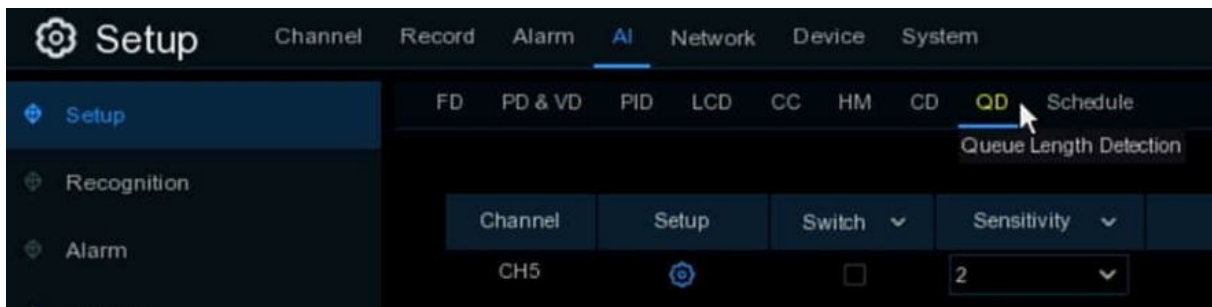 Setup Channel Record Alarm AI Network Device System
Setup
FD PD & VD PID LCD CC HM CD QD Schedule
Queue Length Detection
Recognition
Channel Setup Switch Sensitivity
Alarm
CH5 2